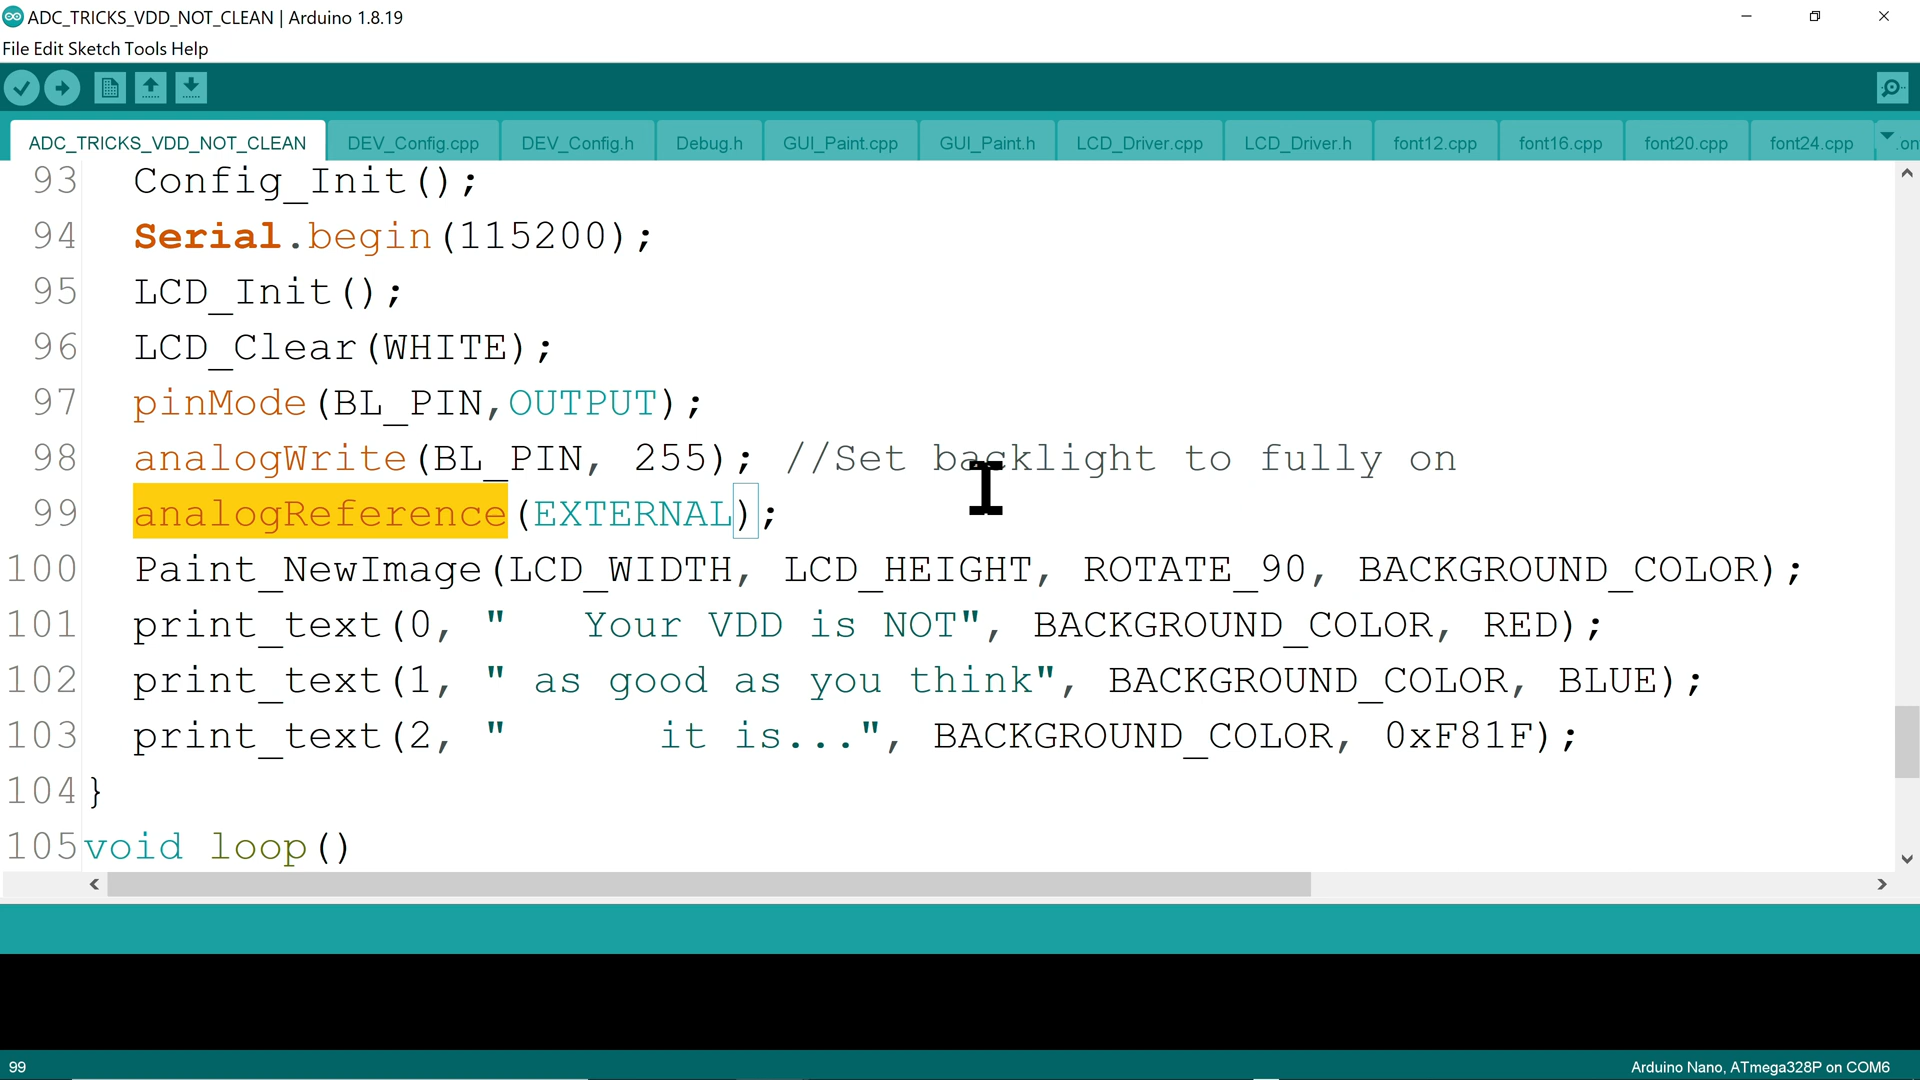 ADC_TRICKS_VDD_NOT_CLEAN | Arduino 1.8.19
File Edit Sketch Tools Help
ADC_TRICKS_VDD_NOT_CLEAN DEV_Config.cpp DEV_Config.h Debug.h GUI_Paint.cpp GUI_Paint.h LCD_Driver.cpp LCD_Driver.h font12.cpp font16.cpp font20.cpp font24.cpp
93 Config_Init();
94 Serial.begin(115200);
95 LCD_Init();
96 LCD_Clear(WHITE);
97 pinMode(BL_PIN,OUTPUT);
98 analogWrite(BL_PIN, 255); //Set backlight to fully on
99 analogReference(EXTERNAL);
100 Paint_NewImage(LCD_WIDTH, LCD_HEIGHT, ROTATE_90, BACKGROUND_COLOR);
101 print_text(0, "   Your VDD is NOT", BACKGROUND_COLOR, RED);
102 print_text(1, " as good as you think", BACKGROUND_COLOR, BLUE);
103 print_text(2, "      it is...", BACKGROUND_COLOR, 0xF81F);
104 }
105 void loop()
99 Arduino Nano, ATmega328P on COM6